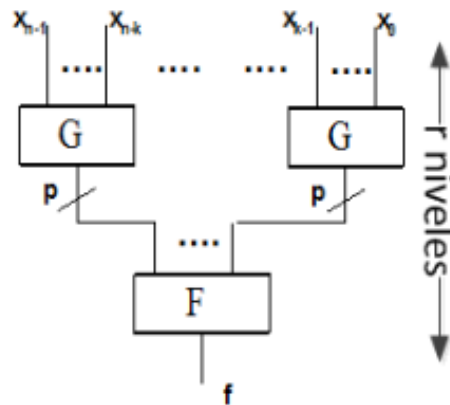 xn-1 xn-k xk-1 x0
.... .... .... ....
G G
p p
....
F
f
r niveles